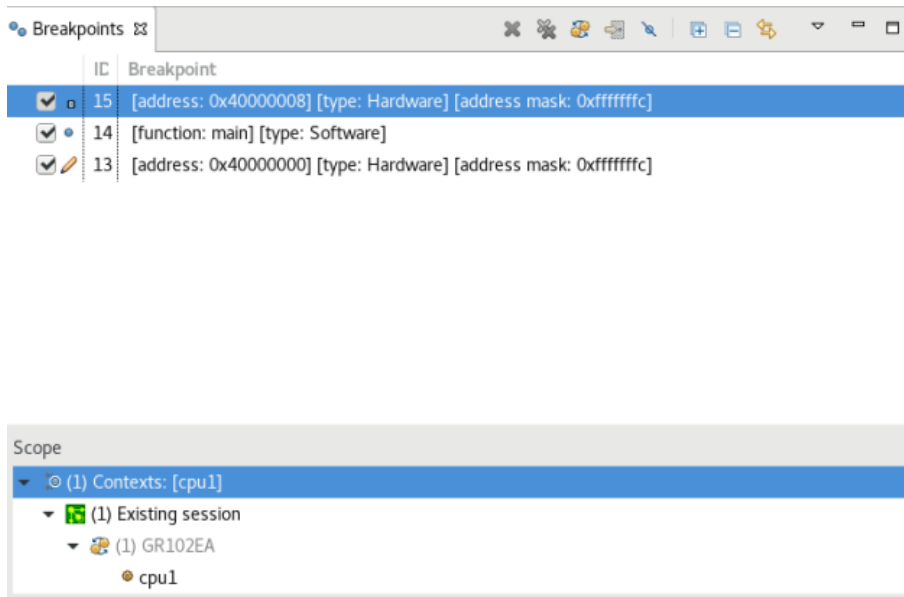 Breakpoints
ID Breakpoint
15 [address: 0x40000008] [type: Hardware] [address mask: 0xfffffffc]
14 [function: main] [type: Software]
13 [address: 0x40000000] [type: Hardware] [address mask: 0xfffffffc]
Scope
(1) Contexts: [cpu1]
(1) Existing session
(1) GR102EA
cpu1